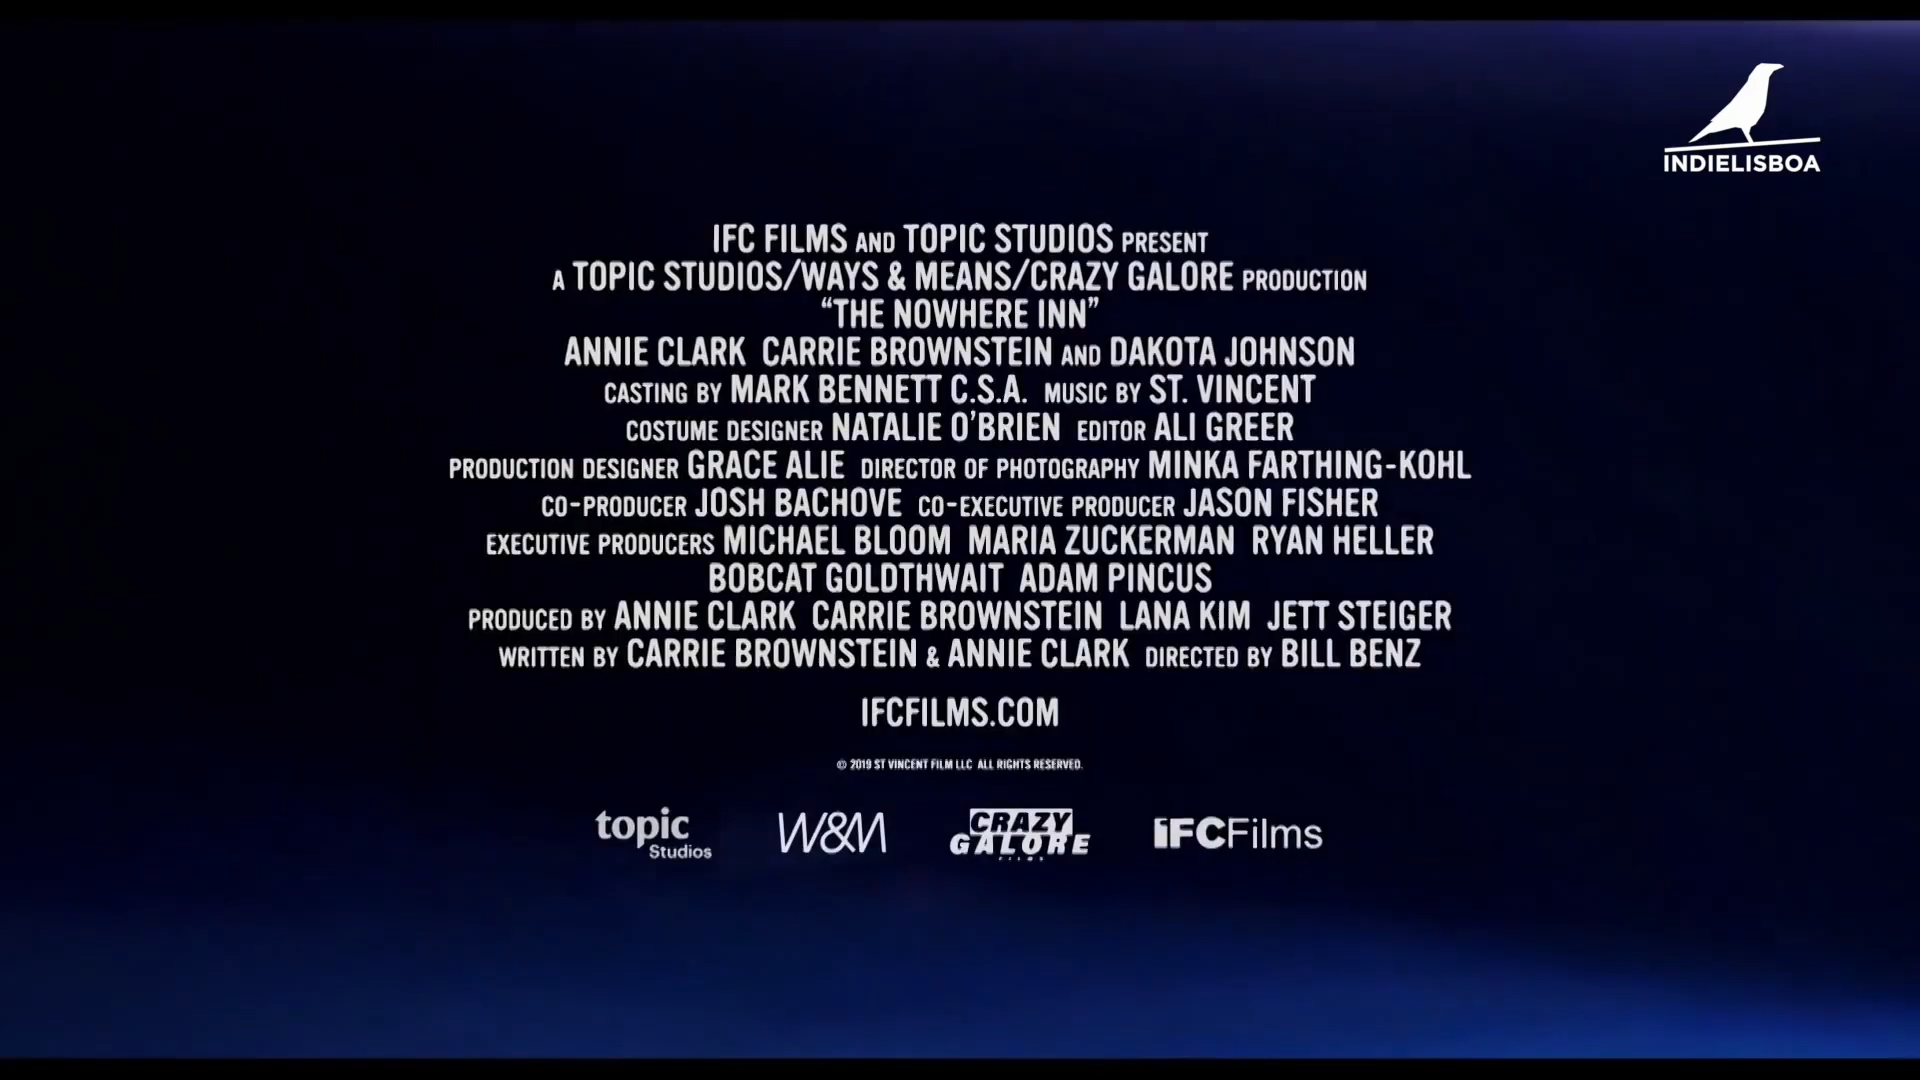 INDIELISBOA
IFC FILMS AND TOPIC STUDIOS PRESENT
A TOPIC STUDIOS/WAYS & MEANS/CRAZY GALORE PRODUCTION
“THE NOWHERE INN”
ANNIE CLARK CARRIE BROWNSTEIN AND DAKOTA JOHNSON
CASTING BY MARK BENNETT C.S.A. MUSIC BY ST. VINCENT
COSTUME DESIGNER NATALIE O’BRIEN EDITOR ALI GREER
PRODUCTION DESIGNER GRACE ALIE DIRECTOR OF PHOTOGRAPHY MINKA FARTHING-KOHL
CO-PRODUCER JOSH BACHOVE CO-EXECUTIVE PRODUCER JASON FISHER
EXECUTIVE PRODUCERS MICHAEL BLOOM MARIA ZUCKERMAN RYAN HELLER
BOBCAT GOLDTHWAIT ADAM PINCUS
PRODUCED BY ANNIE CLARK CARRIE BROWNSTEIN LANA KIM JETT STEIGER
WRITTEN BY CARRIE BROWNSTEIN & ANNIE CLARK DIRECTED BY BILL BENZ
IFCFILMS.COM
© 2019 ST VINCENT FILM LLC ALL RIGHTS RESERVED.
topic
Studios
W&M
CRAZY
GALORE
FILMS
IFCFilms